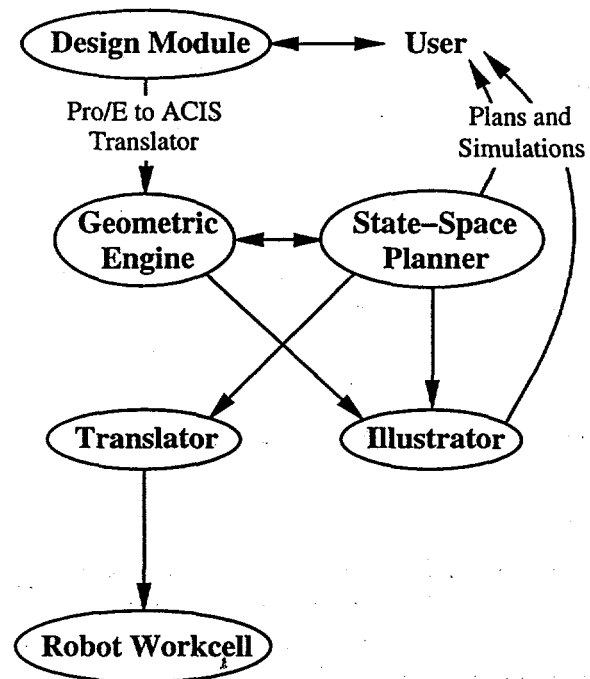 Design Module
User
Pro/E to ACIS
Translator
Plans and
Simulations
Geometric
Engine
State–Space
Planner
Translator
Illustrator
Robot Workcell